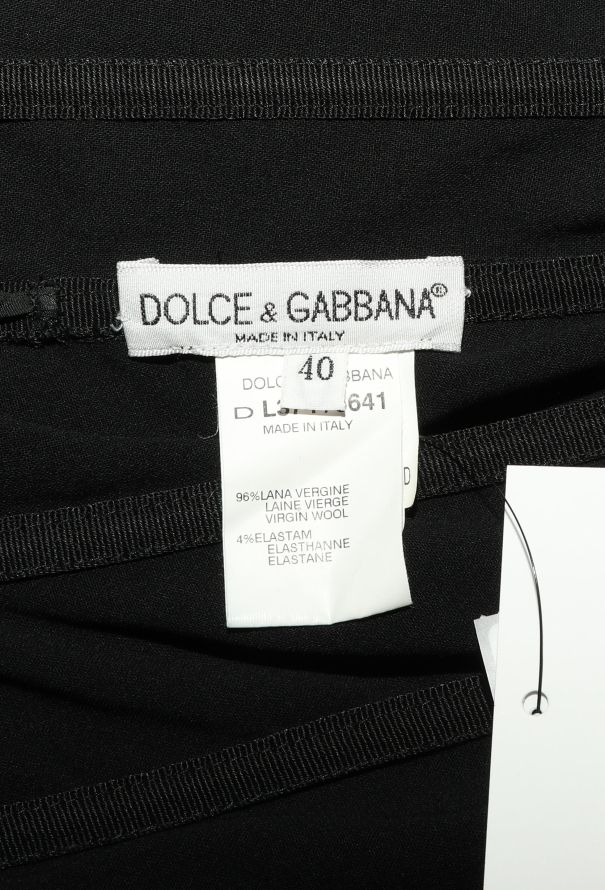 DOLCE & GABBANA®
MADE IN ITALY
40
D
MADE IN ITALY
96%LANA VERGINE
LAINE VIERGE
VIRGIN WOOL
4%ELASTAM
ELASTHANNE
ELASTANE
D